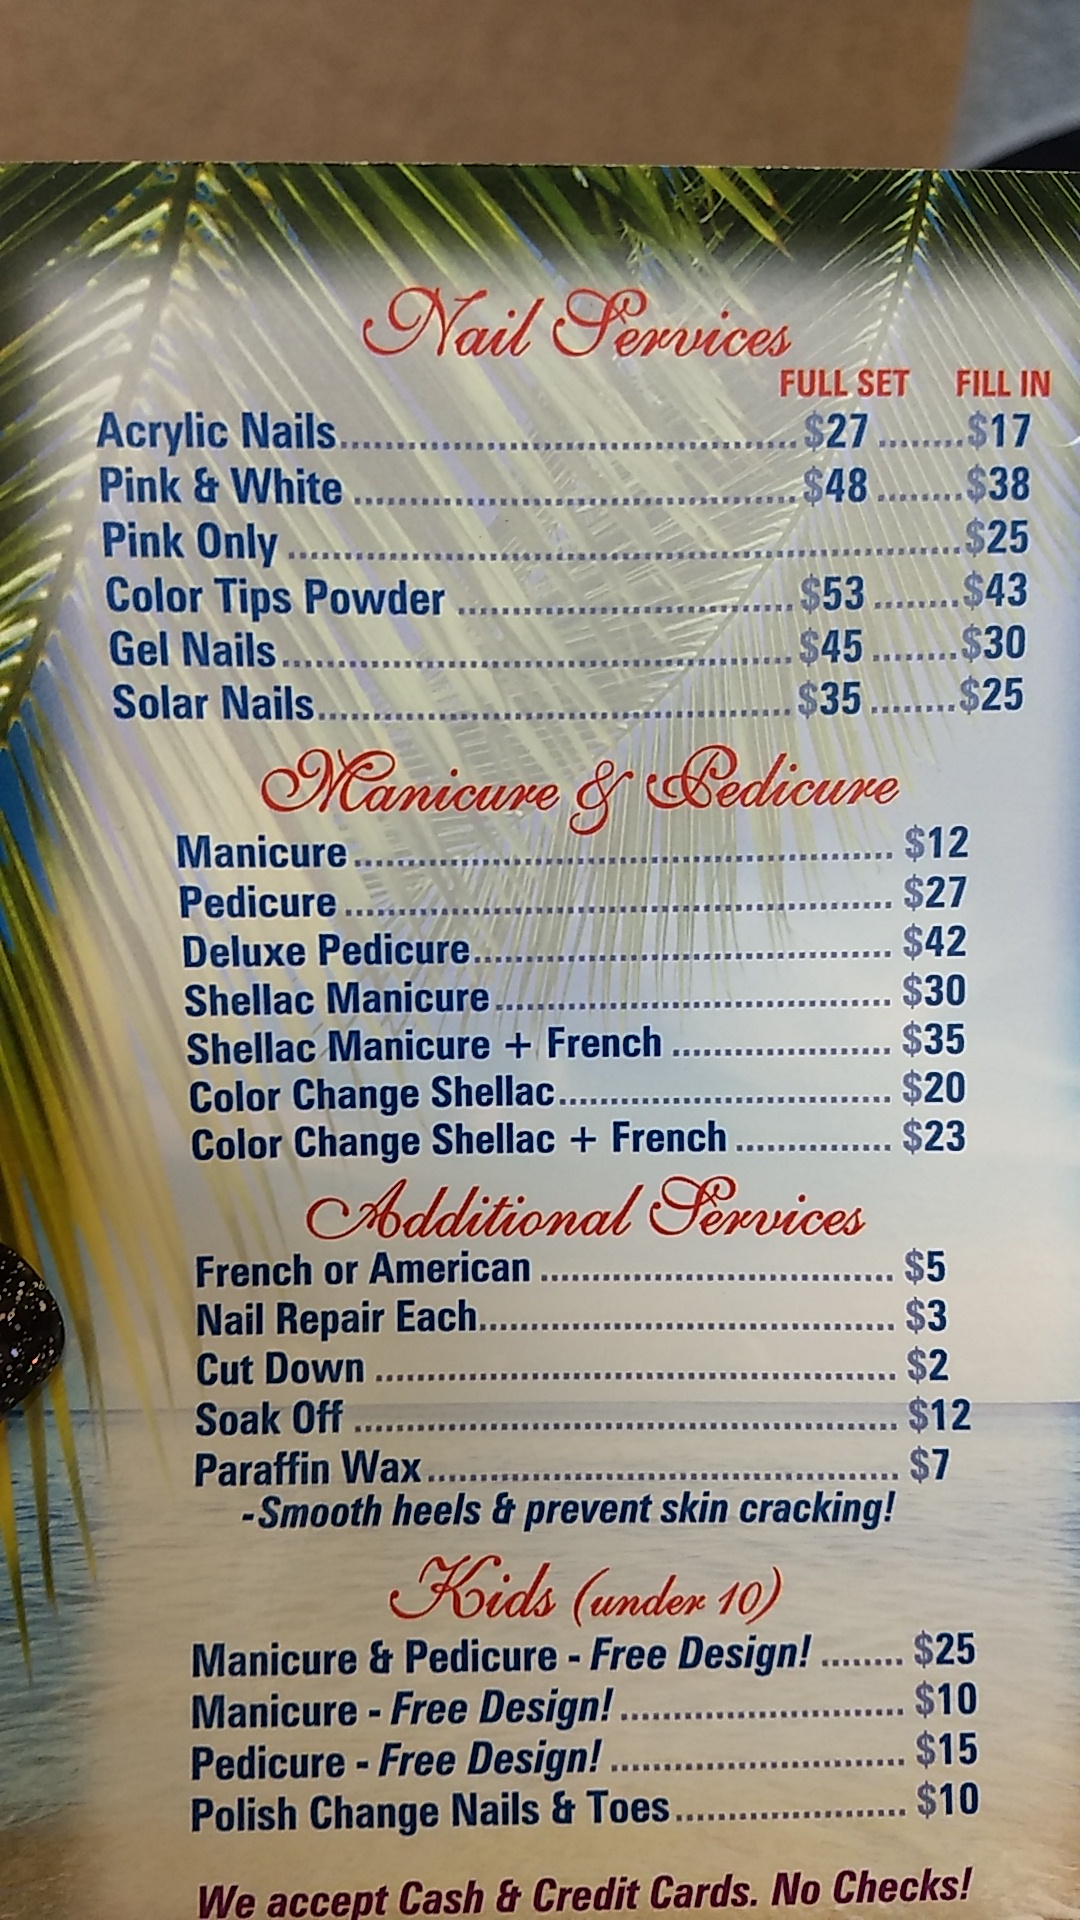 Nail Services
FULL SET FILL IN
Acrylic Nails.......................................................$27 ........$17
Pink & White .....................................................$48 ........$38
Pink Only .................................................................................$25
Color Tips Powder ........................................$53 ........$43
Gel Nails..............................................................$45 ........$30
Solar Nails.........................................................$35 ........$25
Manicure & Pedicure
Manicure.................................................... $12
Pedicure ..................................................... $27
Deluxe Pedicure........................................ $42
Shellac Manicure...................................... $30
Shellac Manicure + French ..................... $35
Color Change Shellac................................ $20
Color Change Shellac + French ............... $23
Additional Services
French or American .................................. $5
Nail Repair Each........................................ $3
Cut Down .................................................. $2
Soak Off ..................................................... $12
Paraffin Wax.............................................. $7
-Smooth heels & prevent skin cracking!
Kids (under 10)
Manicure & Pedicure - Free Design! ........ $25
Manicure - Free Design! ........................... $10
Pedicure - Free Design! ............................ $15
Polish Change Nails & Toes...................... $10
We accept Cash & Credit Cards. No Checks!